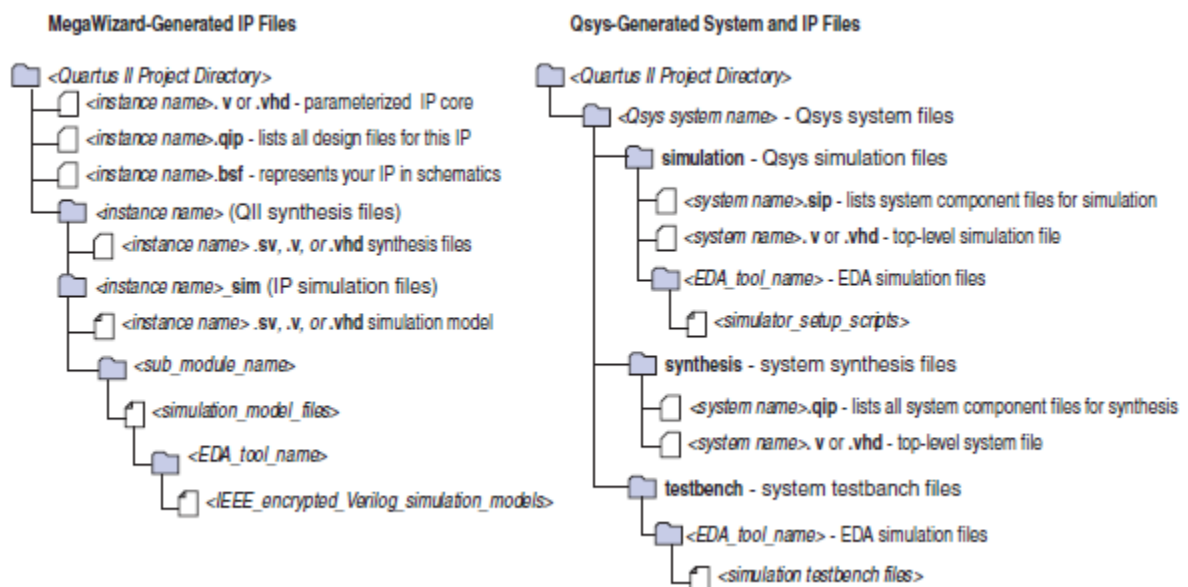 MegaWizard-Generated IP Files
<Quartus II Project Directory>
<instance name>. v or .vhd - parameterized IP core
<instance name>.qip - lists all design files for this IP
<instance name>.bsf - represents your IP in schematics
<instance name> (QII synthesis files)
<instance name> .sv, .v, or .vhd synthesis files
<instance name>_sim (IP simulation files)
<instance name> .sv, .v, or .vhd simulation model
<sub_module_name>
<simulation_model_files>
<EDA_tool_name>
<IEEE_encrypted_Verilog_simulation_models>
Qsys-Generated System and IP Files
<Quartus II Project Directory>
<Qsys system name> - Qsys system files
simulation - Qsys simulation files
<system name>.sip - lists system component files for simulation
<system name>. v or .vhd - top-level simulation file
<EDA_tool_name> - EDA simulation files
<simulator_setup_scripts>
synthesis - system synthesis files
<system name>.qip - lists all system component files for synthesis
<system name>. v or .vhd - top-level system file
testbench - system testbanch files
<EDA_tool_name> - EDA simulation files
<simulation testbench files>